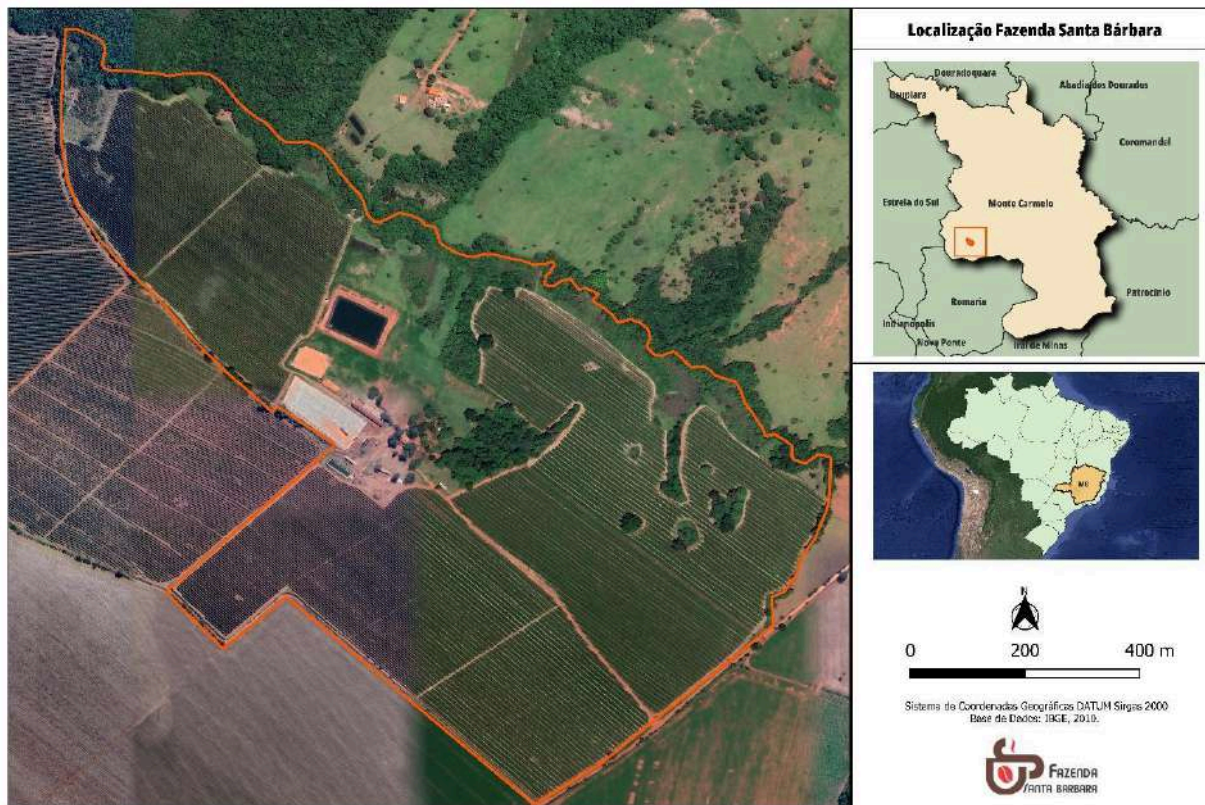 Localização Fazenda Santa Bárbara
Douradoquara
Abadia dos Dourados
Grupiara
Coromandel
Estrela do Sul
Monte Carmelo
Patrocínio
Romaria
Indianópolis
Nova Ponte
Iraí de Minas
MG
N
0 200 400 m
Sistema de Coordenadas Geográficas DATUM Sirgas 2000
Base de Dados: IBGE, 2010.
FAZENDA
SANTA BARBARA